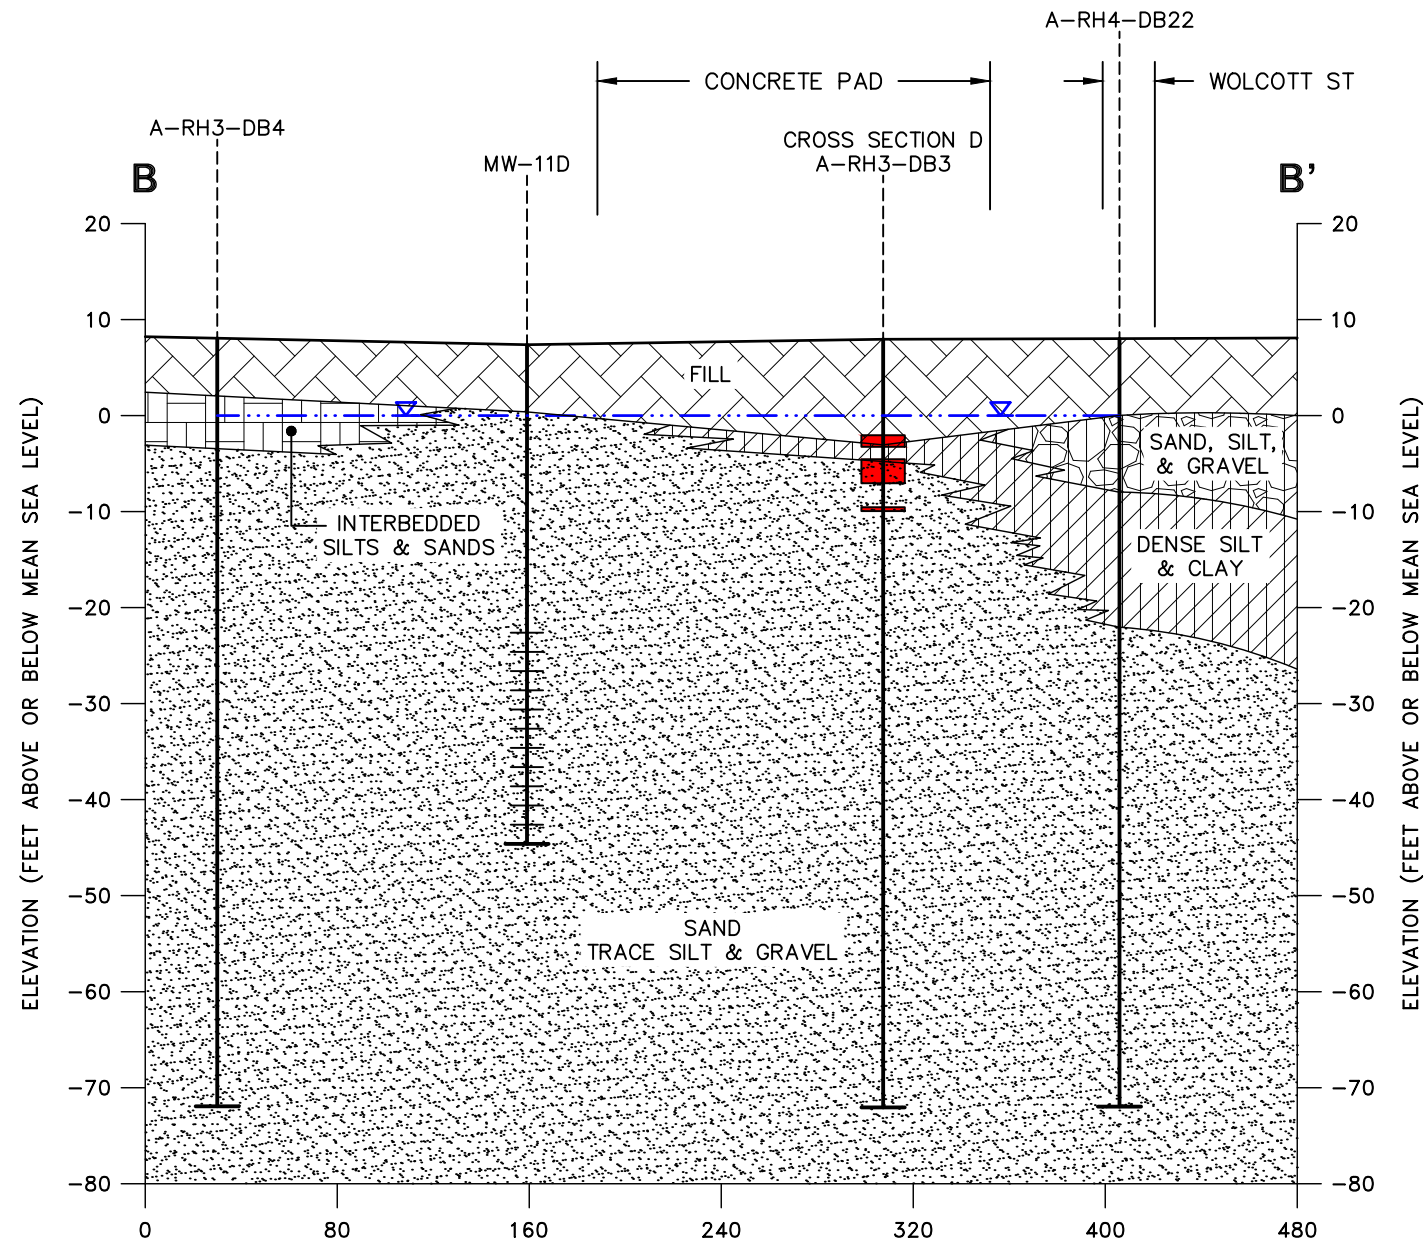 A-RH4-DB22
CONCRETE PAD
WOLCOTT ST
A-RH3-DB4
CROSS SECTION D
MW-11D
A-RH3-DB3
B
B'
20
20
10
10
FILL
0
0
SAND, SILT,
& GRAVEL
-10
-10
INTERBEDDED
SILTS & SANDS
DENSE SILT
& CLAY
-20
-20
-30
-30
-40
-40
-50
-50
SAND
TRACE SILT & GRAVEL
-60
-60
-70
-70
-80
-80
ELEVATION (FEET ABOVE OR BELOW MEAN SEA LEVEL)
ELEVATION (FEET ABOVE OR BELOW MEAN SEA LEVEL)
0
80
160
240
320
400
480